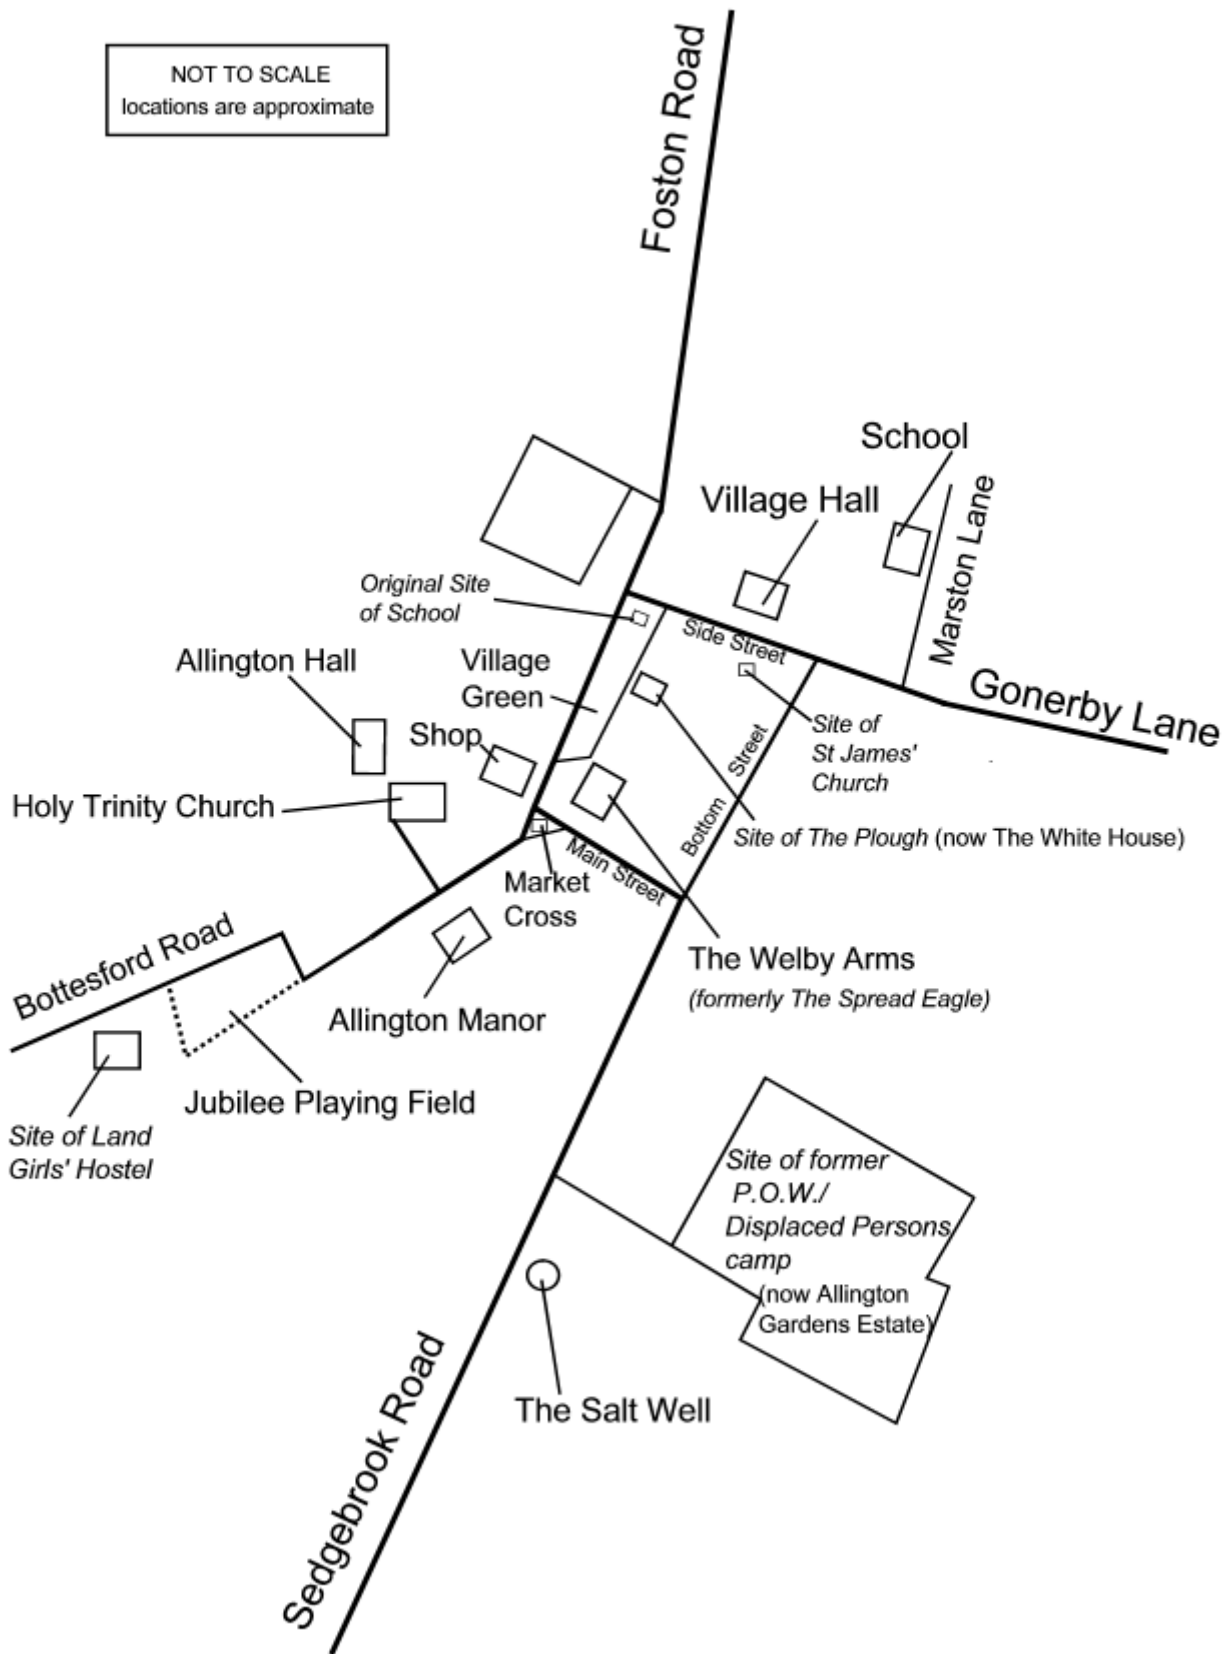 NOT TO SCALE
locations are approximate
Foston Road
School
Village Hall
Marston Lane
Original Site
of School
Side Street
Allington Hall
Village
Green
Gonerby Lane
Shop
Site of
St James'
Church
Street
Bottom
Holy Trinity Church
Site of The Plough (now The White House)
Main Street
Market
Cross
Bottesford Road
The Welby Arms
(formerly The Spread Eagle)
Allington Manor
Jubilee Playing Field
Site of Land
Girls' Hostel
Site of former
P.O.W./
Displaced Persons
camp
(now Allington
Gardens Estate)
The Salt Well
Sedgebrook Road